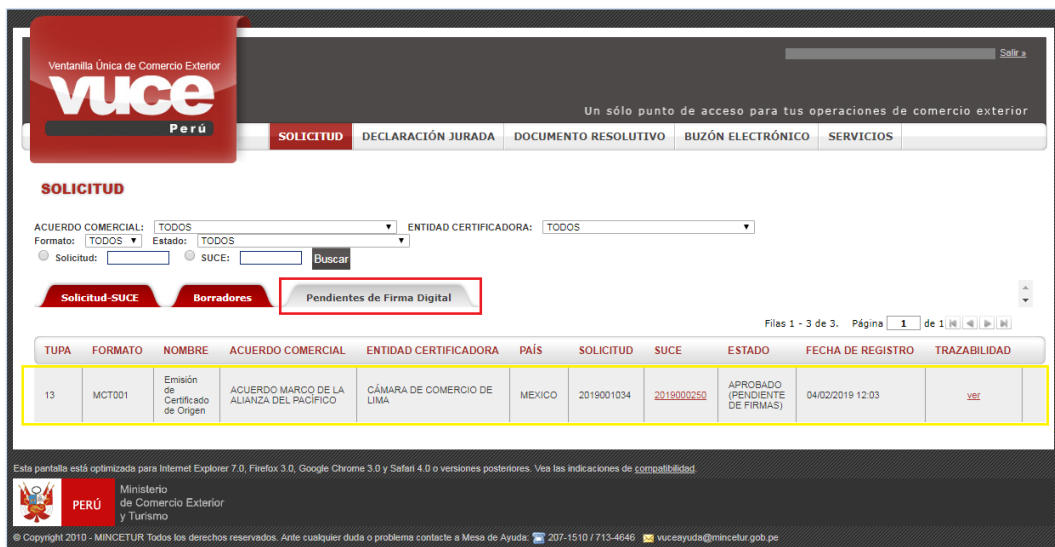 Salir »
Ventanilla Única de Comercio Exterior
vuce
Perú
Un sólo punto de acceso para tus operaciones de comercio exterior
SOLICITUD DECLARACIÓN JURADA DOCUMENTO RESOLUTIVO BUZÓN ELECTRÓNICO SERVICIOS
SOLICITUD
ACUERDO COMERCIAL: TODOS ENTIDAD CERTIFICADORA: TODOS
Formato: TODOS Estado: TODOS
Solicitud: SUCE: Buscar
Solicitud-SUCE Borradores Pendientes de Firma Digital
Filas 1 - 3 de 3. Página 1 de 1
TUPA FORMATO NOMBRE ACUERDO COMERCIAL ENTIDAD CERTIFICADORA PAÍS SOLICITUD SUCE ESTADO FECHA DE REGISTRO TRAZABILIDAD
13 MCT001 Emisión de Certificado de Origen ACUERDO MARCO DE LA ALIANZA DEL PACÍFICO CÁMARA DE COMERCIO DE LIMA MEXICO 2019001034 2019000250 APROBADO (PENDIENTE DE FIRMAS) 04/02/2019 12:03 ver
Esta pantalla está optimizada para Internet Explorer 7.0, Firefox 3.0, Google Chrome 3.0 y Safari 4.0 o versiones posteriores. Vea las indicaciones de compatibilidad.
PERÚ
Ministerio
de Comercio Exterior
y Turismo
© Copyright 2010 - MINCETUR Todos los derechos reservados. Ante cualquier duda o problema contacte a Mesa de Ayuda: 207-1510 / 713-4646 vuceayuda@mincetur.gob.pe